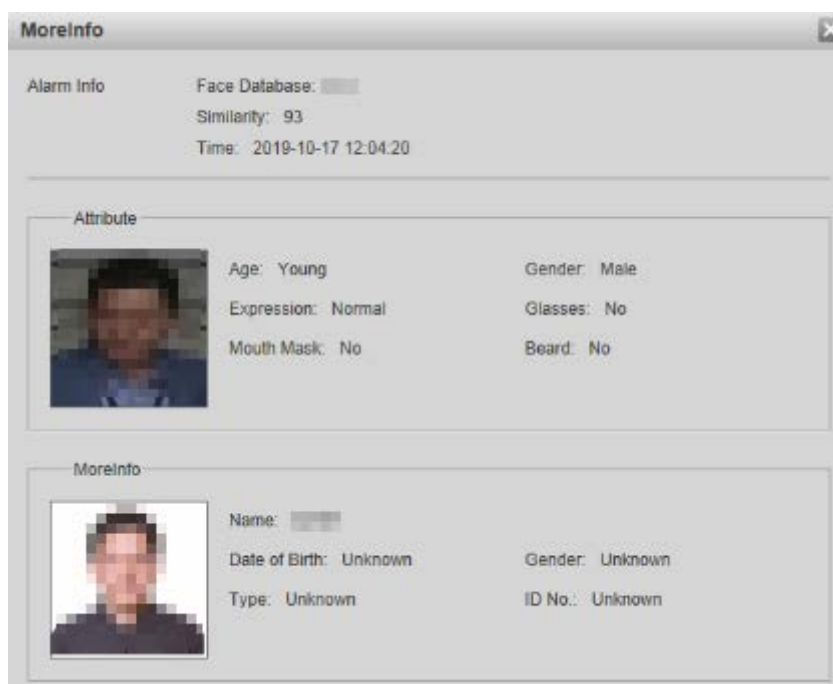 MoreInfo
Alarm Info
Face Database:
Similarity: 93
Time: 2019-10-17 12:04:20
Attribute
Age: Young Gender: Male
Expression: Normal Glasses: No
Mouth Mask: No Beard: No
MoreInfo
Name:
Date of Birth: Unknown Gender: Unknown
Type: Unknown ID No.: Unknown